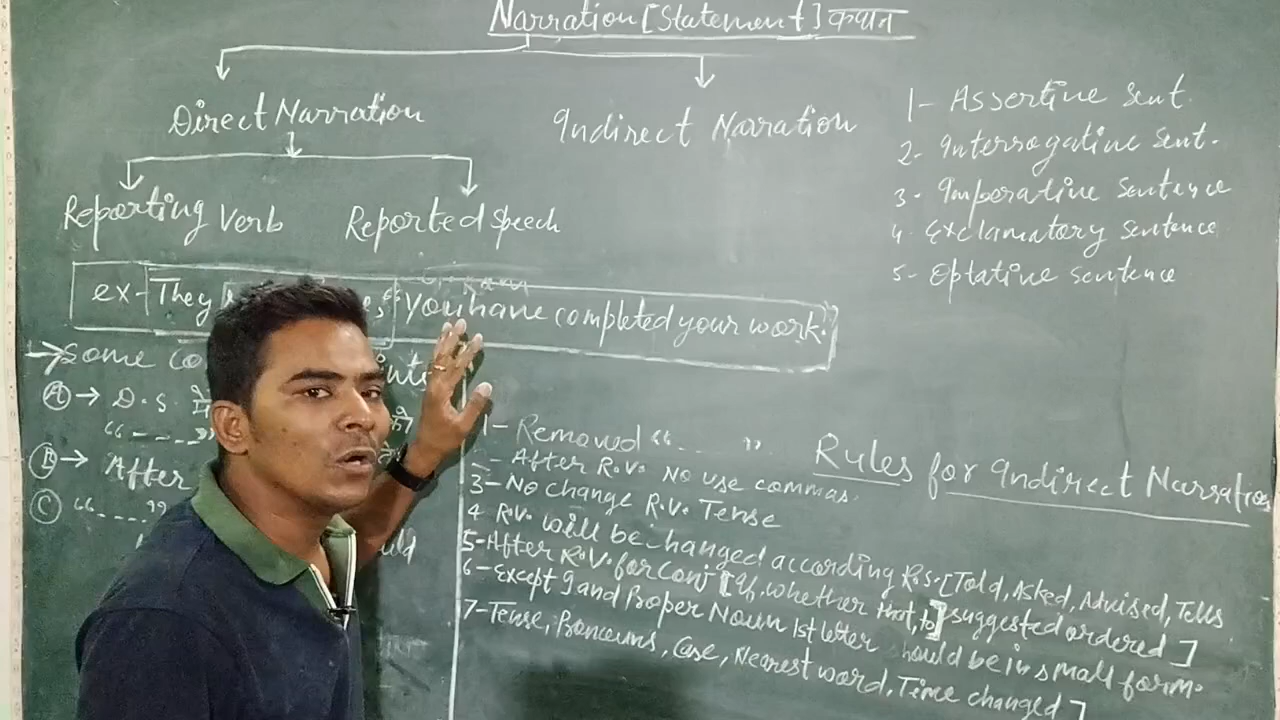 Narration [Statement] कथन
Direct Narration
Indirect Narration
Reporting Verb
Reported Speech
1- Assertive Sent.
2- Interrogative Sent.
3- Imperative Sentence
4- Exclamatory Sentence
5- Optative Sentence
ex- They “You have completed your work.”
→ Some
Ⓐ → D.S.
“- - - -”
Ⓑ → After
Ⓒ “- - - -”
Rules for Indirect Narration
1- Removed “- - - -”
2- After R.V. No use commas.
3- No change R.V. Tense
4 R.V. will be changed according R.S. [Told, Asked, Advised, Tells
suggested ordered]
5- After R.V. for Conj [If, whether that, to]
6- Except I and Proper Noun 1st letter should be in small form.
7- Tense, Pronouns, Case, Nearest word, Time changed]